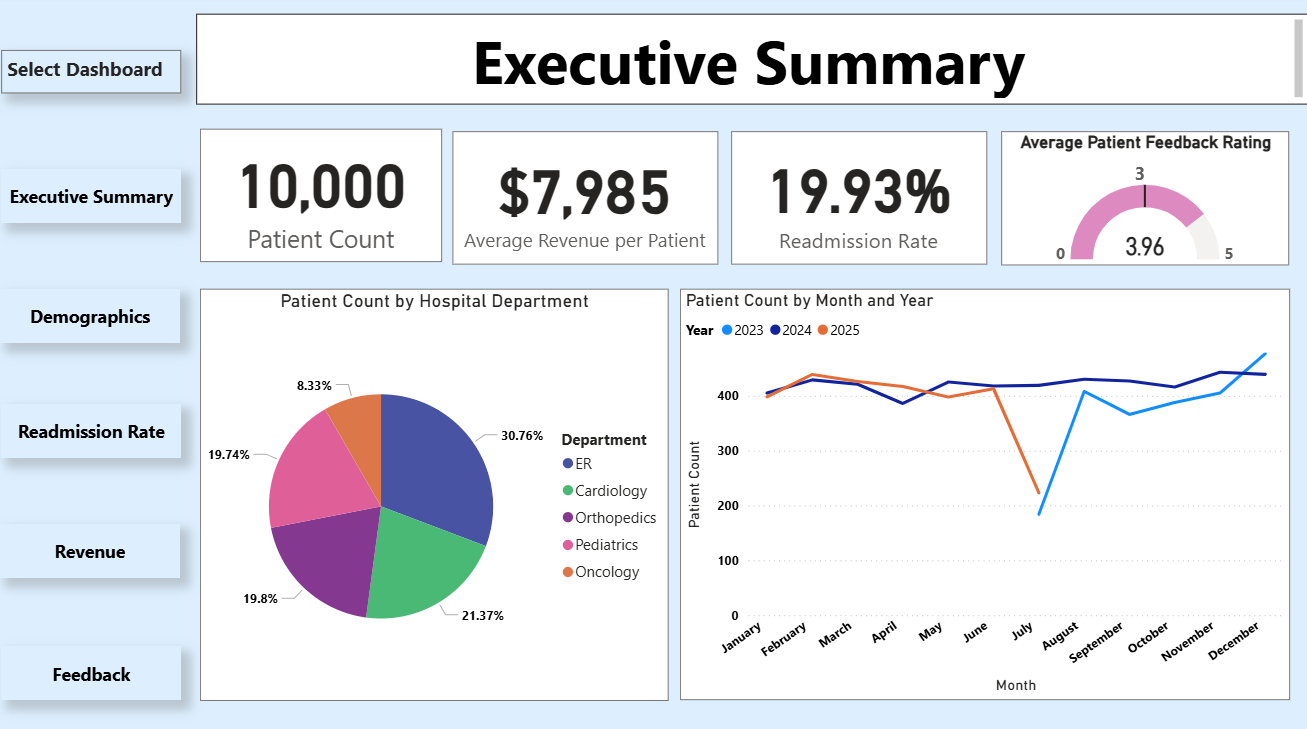 Executive Summary
Select Dashboard
Executive Summary
Demographics
Readmission Rate
Revenue
Feedback
10,000
Patient Count
$7,985
Average Revenue per Patient
19.93%
Readmission Rate
Average Patient Feedback Rating
3
0
3.96
5
Patient Count by Hospital Department
8.33%
30.76%
19.74%
19.8%
21.37%
Department
ER
Cardiology
Orthopedics
Pediatrics
Oncology
Patient Count by Month and Year
Year 2023 2024 2025
Patient Count
400
300
200
100
0
January
February
March
April
May
June
July
August
September
October
November
December
Month